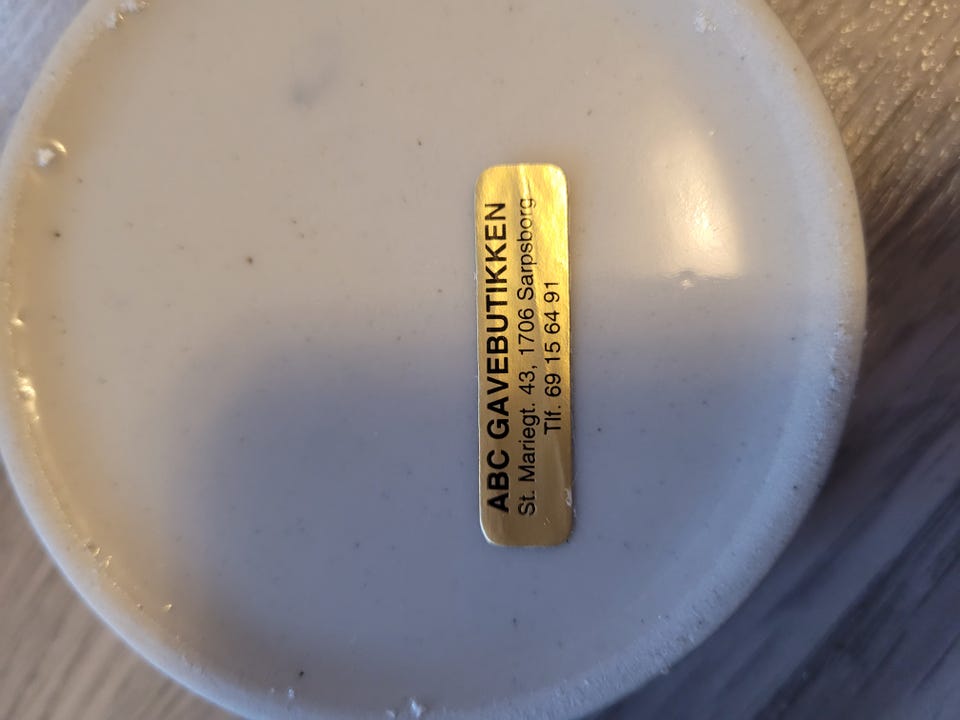 ABC GAVEBUTIKKEN
St. Mariegt. 43, 1706 Sarpsborg
Tlf. 69 15 64 91